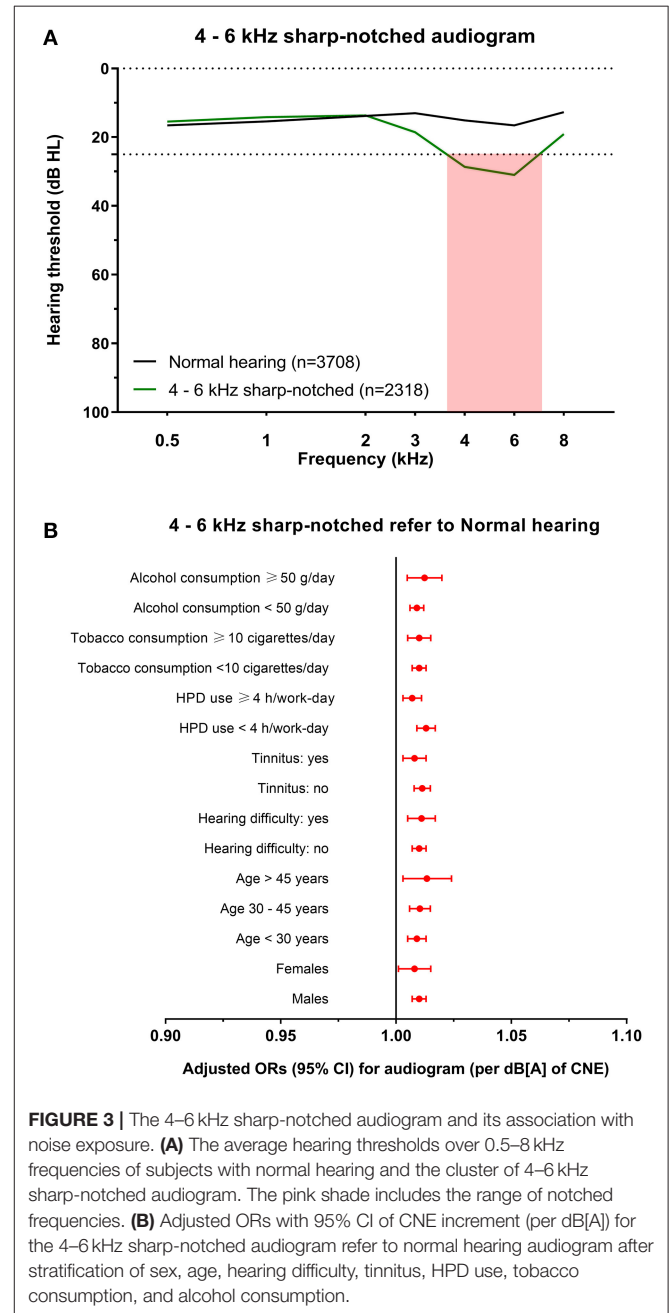 A
4 - 6 kHz sharp-notched audiogram
0
20
40
60
80
100
Hearing threshold (dB HL)
Normal hearing (n=3708)
4 - 6 kHz sharp-notched (n=2318)
0.5 1 2 3 4 6 8
Frequency (kHz)
B
4 - 6 kHz sharp-notched refer to Normal hearing
Alcohol consumption ≥ 50 g/day
Alcohol consumption < 50 g/day
Tobacco consumption ≥ 10 cigarettes/day
Tobacco consumption <10 cigarettes/day
HPD use ≥ 4 h/work-day
HPD use < 4 h/work-day
Tinnitus: yes
Tinnitus: no
Hearing difficulty: yes
Hearing difficulty: no
Age > 45 years
Age 30 - 45 years
Age < 30 years
Females
Males
0.90 0.95 1.00 1.05 1.10
Adjusted ORs (95% CI) for audiogram (per dB[A] of CNE)
FIGURE 3 | The 4–6 kHz sharp-notched audiogram and its association with
noise exposure. (A) The average hearing thresholds over 0.5–8 kHz
frequencies of subjects with normal hearing and the cluster of 4–6 kHz
sharp-notched audiogram. The pink shade includes the range of notched
frequencies. (B) Adjusted ORs with 95% CI of CNE increment (per dB[A]) for
the 4–6 kHz sharp-notched audiogram refer to normal hearing audiogram after
stratification of sex, age, hearing difficulty, tinnitus, HPD use, tobacco
consumption, and alcohol consumption.